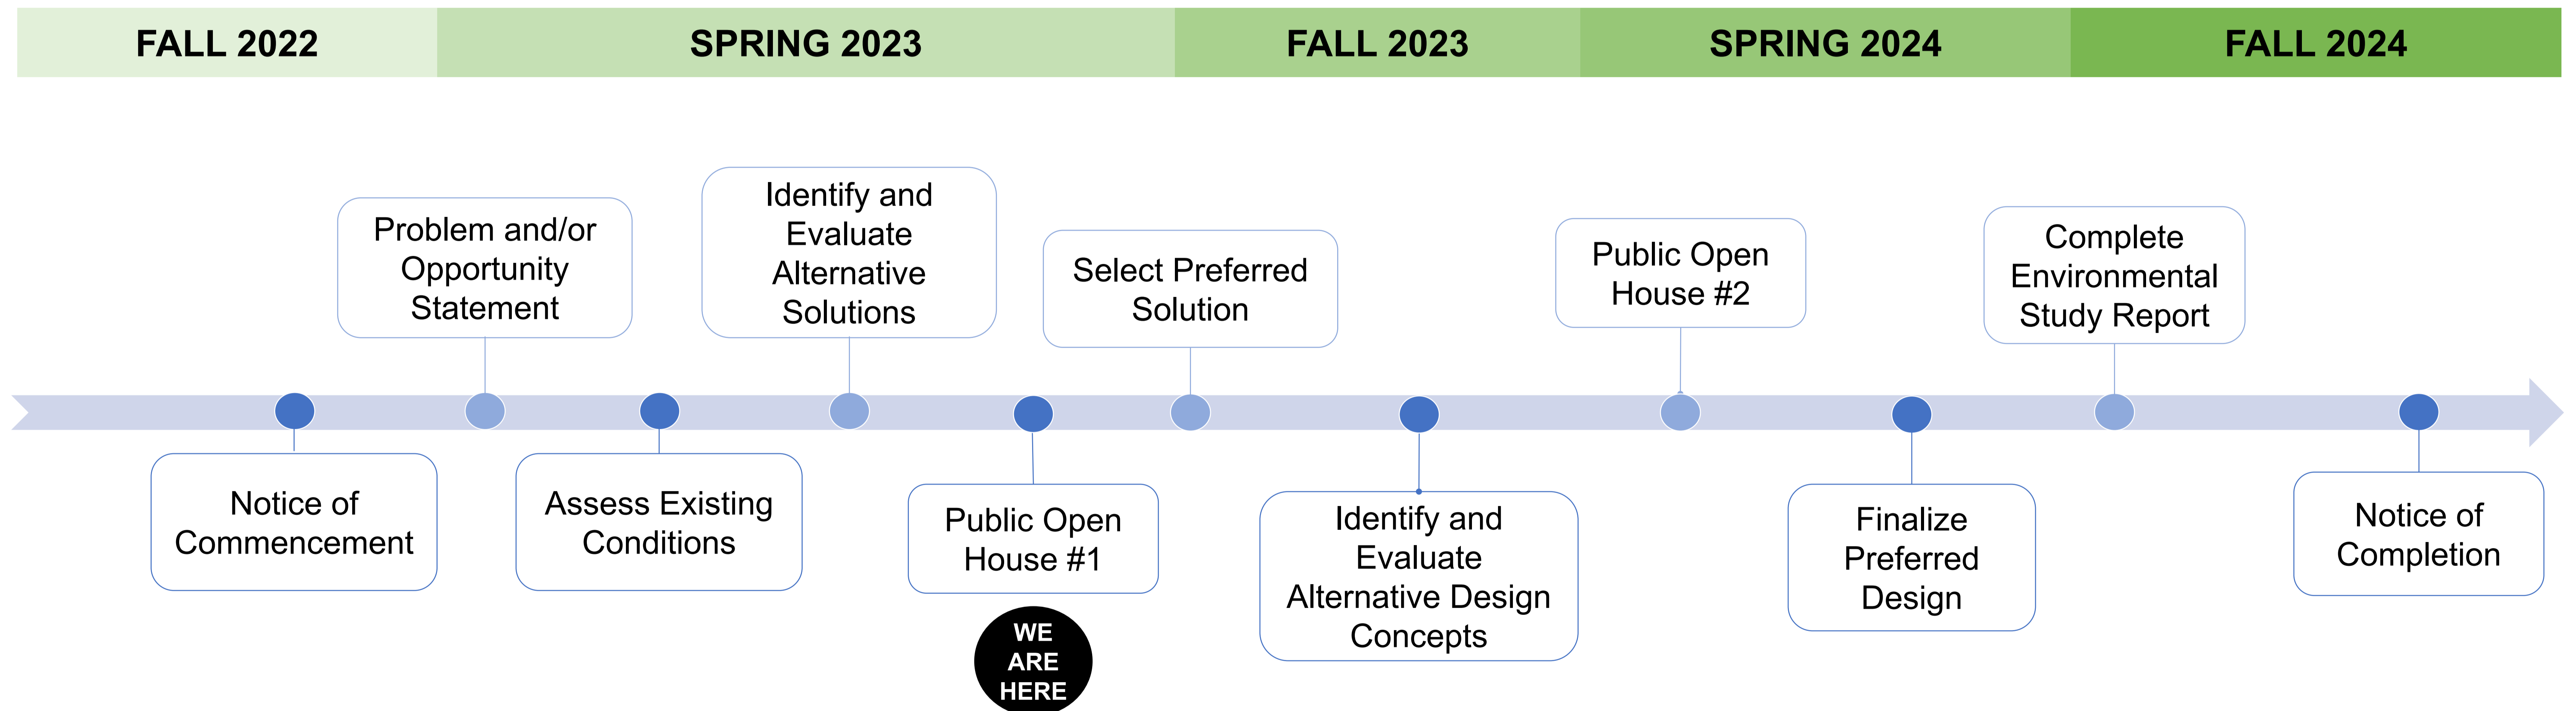 FALL 2022
SPRING 2023
FALL 2023
SPRING 2024
FALL 2024
Notice of
Commencement
Problem and/or
Opportunity
Statement
Assess Existing
Conditions
Identify and
Evaluate
Alternative
Solutions
Public Open
House #1
WE
ARE
HERE
Select Preferred
Solution
Identify and
Evaluate
Alternative Design
Concepts
Public Open
House #2
Finalize
Preferred
Design
Complete
Environmental
Study Report
Notice of
Completion